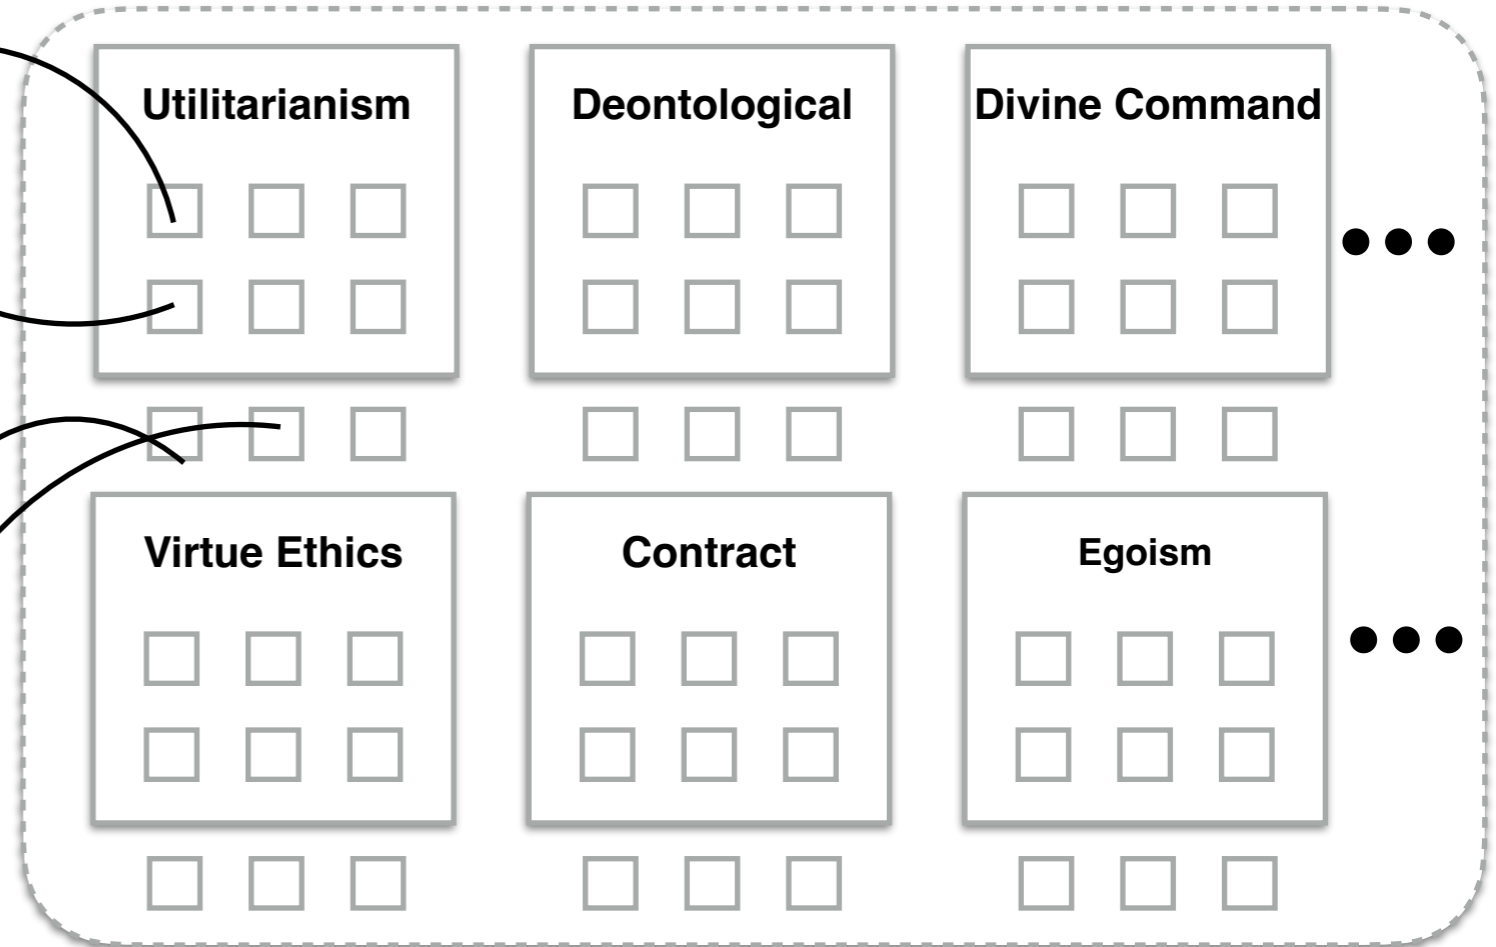 Utilitarianism
Deontological
Divine Command
Virtue Ethics
Contract
Egoism